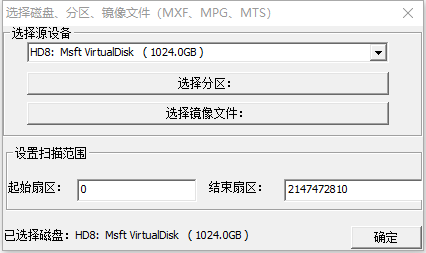 选择磁盘、分区、镜像文件（MXF、MPG、MTS）
选择源设备
HD8: Msft VirtualDisk （1024.0GB）
选择分区：
选择镜像文件：
设置扫描范围
起始扇区： 0 结束扇区： 2147472810
已选择磁盘：HD8: Msft VirtualDisk （1024.0GB） 确定